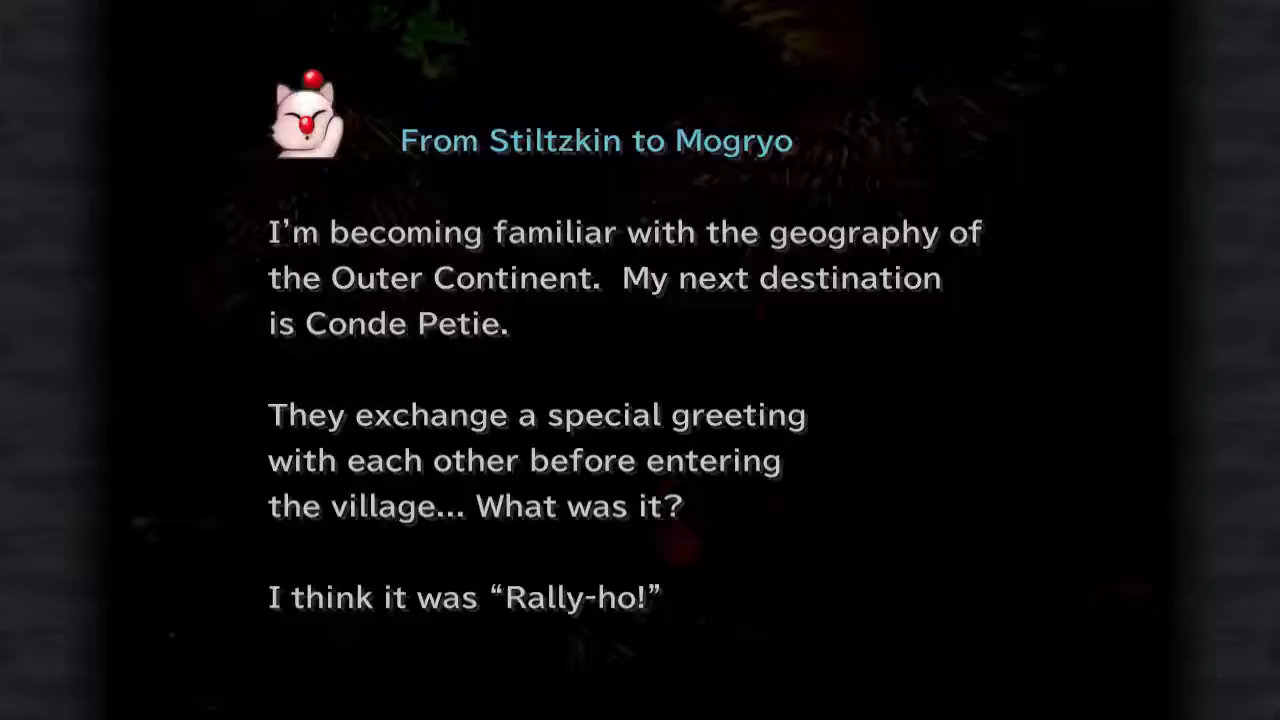 From Stiltzkin to Mogryo
I'm becoming familiar with the geography of
the Outer Continent.  My next destination
is Conde Petie.
They exchange a special greeting
with each other before entering
the village... What was it?
I think it was “Rally-ho!”